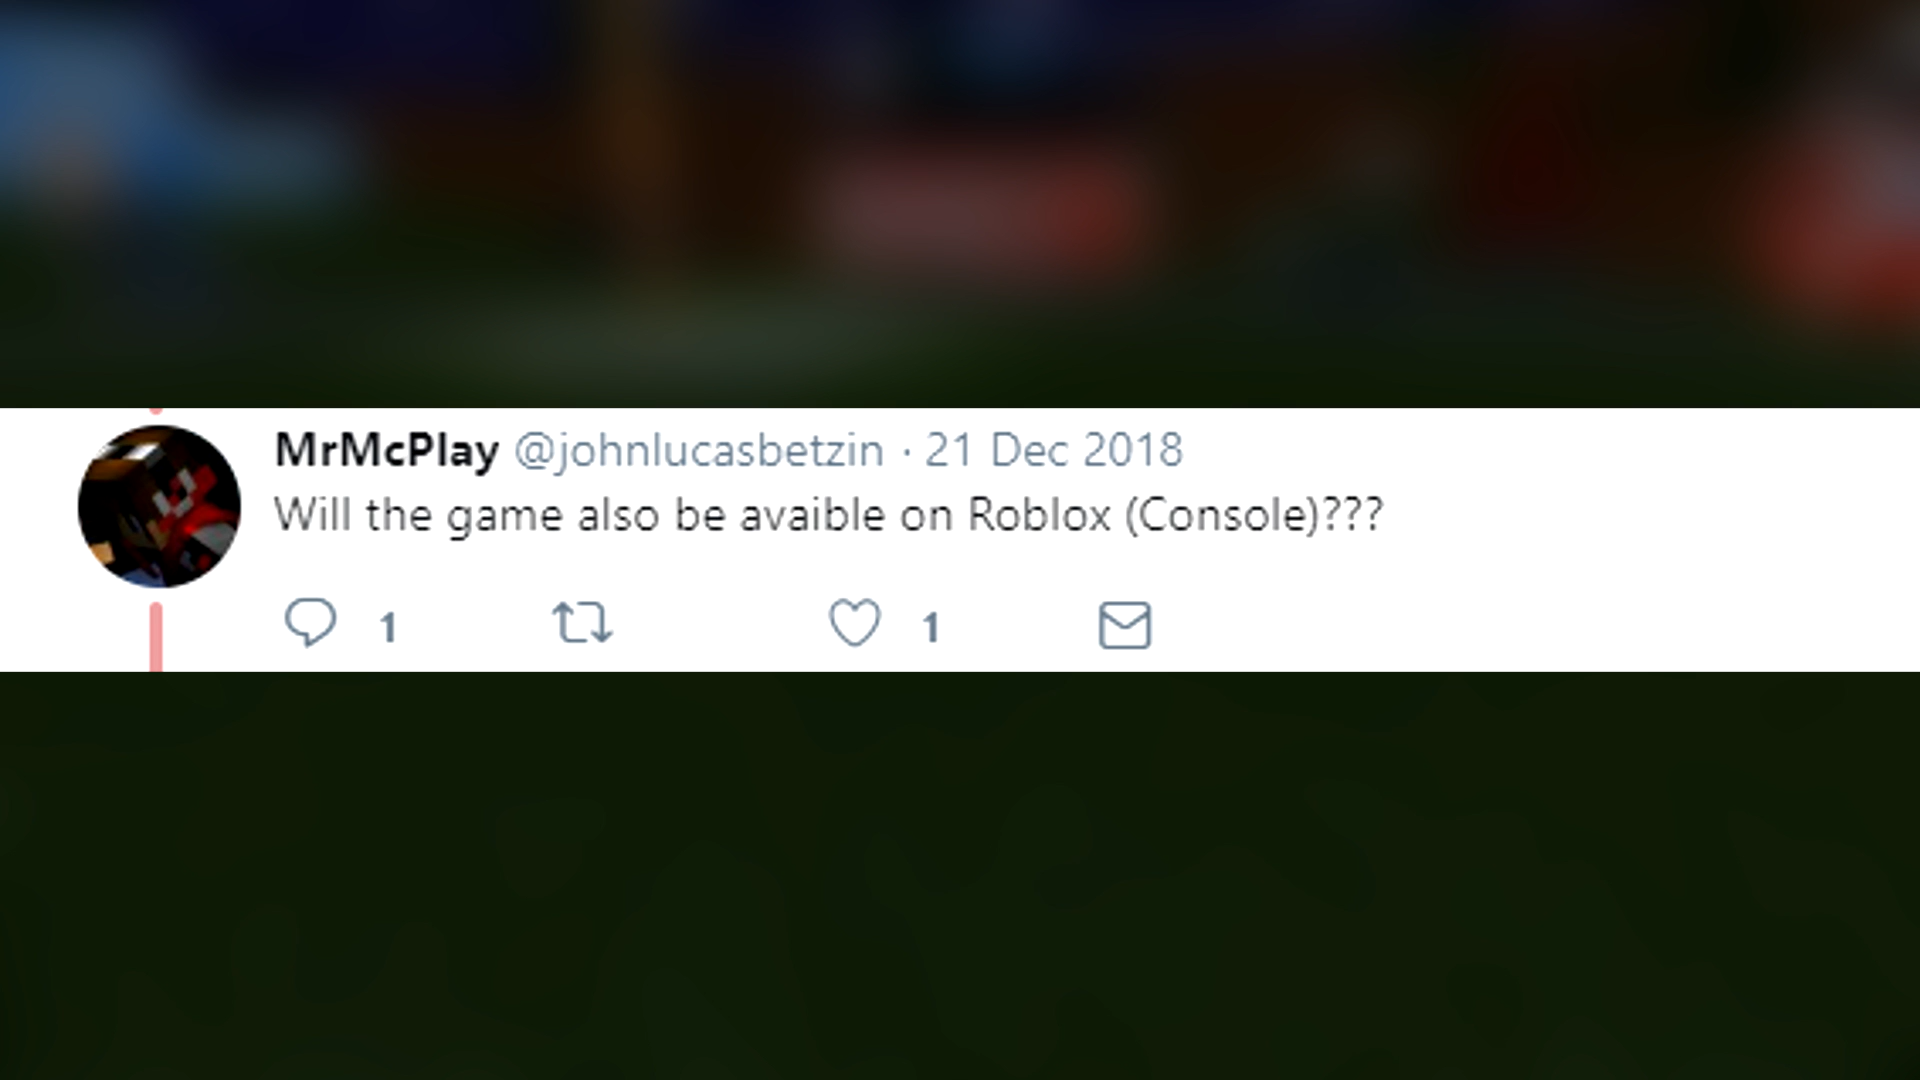 MrMcPlay @johnlucasbetzin · 21 Dec 2018
Will the game also be avaible on Roblox (Console)???
1 1